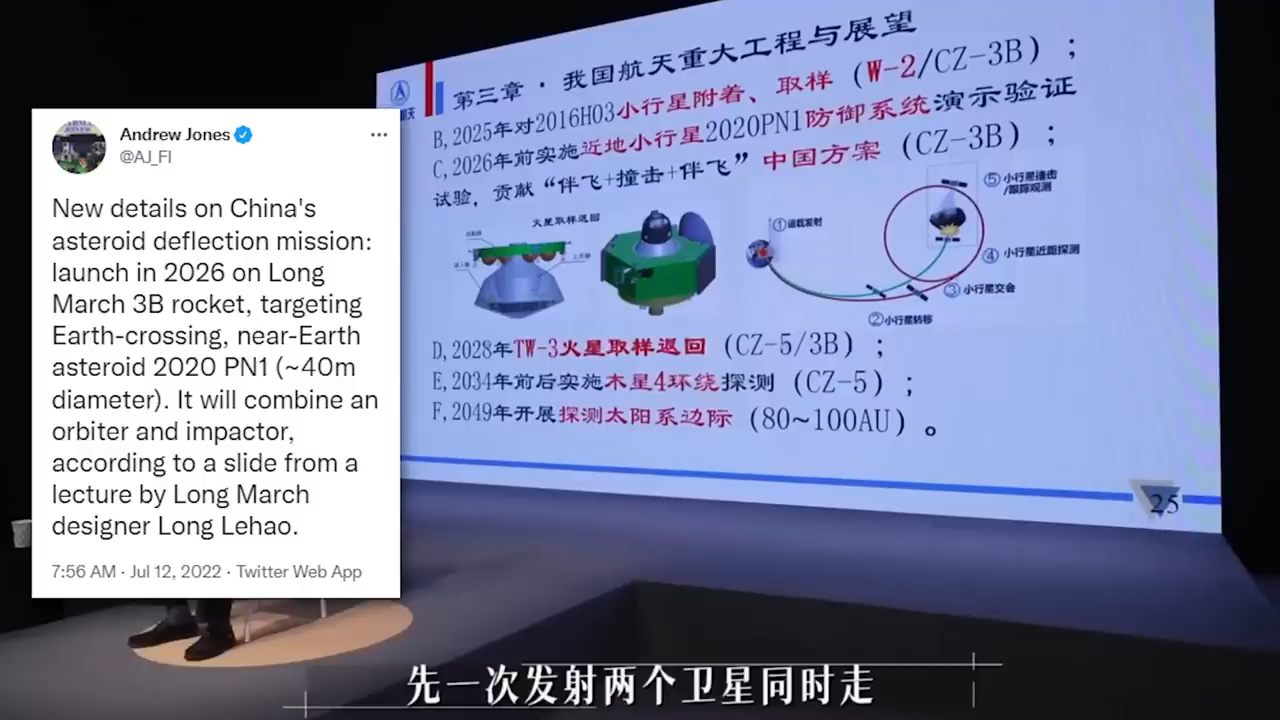 Andrew Jones
@AJ_FI
New details on China's
asteroid deflection mission:
launch in 2026 on Long
March 3B rocket, targeting
Earth-crossing, near-Earth
asteroid 2020 PN1 (~40m
diameter). It will combine an
orbiter and impactor,
according to a slide from a
lecture by Long March
designer Long Lehao.
7:56 AM · Jul 12, 2022 · Twitter Web App
第三章·我国航天重大工程与展望
B,2025年对2016H03小行星附着、取样(W-2/CZ-3B);
C,2026年前实施近地小行星2020PN1防御系统演示验证
试验,贡献“伴飞+撞击+伴飞”中国方案(CZ-3B);
火星取样返回
①运载发射
⑤小行星撞击
/跟踪观测
④小行星近距探测
③小行星交会
②小行星转移
D,2028年TW-3火星取样返回(CZ-5/3B);
E,2034年前后实施木星4环绕探测(CZ-5);
F,2049年开展探测太阳系边际(80~100AU)。
25
先一次发射两个卫星同时走